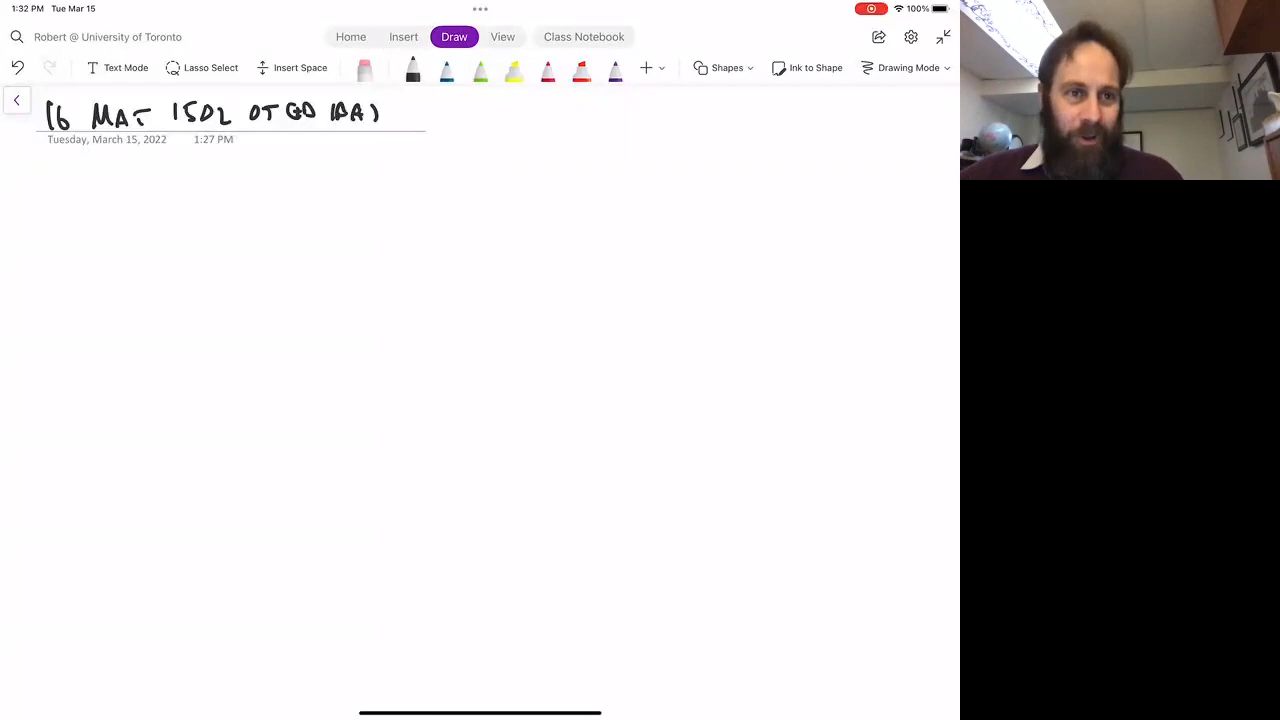 1:32 PM Tue Mar 15
100%
Robert @ University of Toronto
Home Insert Draw View Class Notebook
Text Mode Lasso Select Insert Space Shapes Ink to Shape Drawing Mode
16 MAT 1502 OTGD
Tuesday, March 15, 2022 1:27 PM